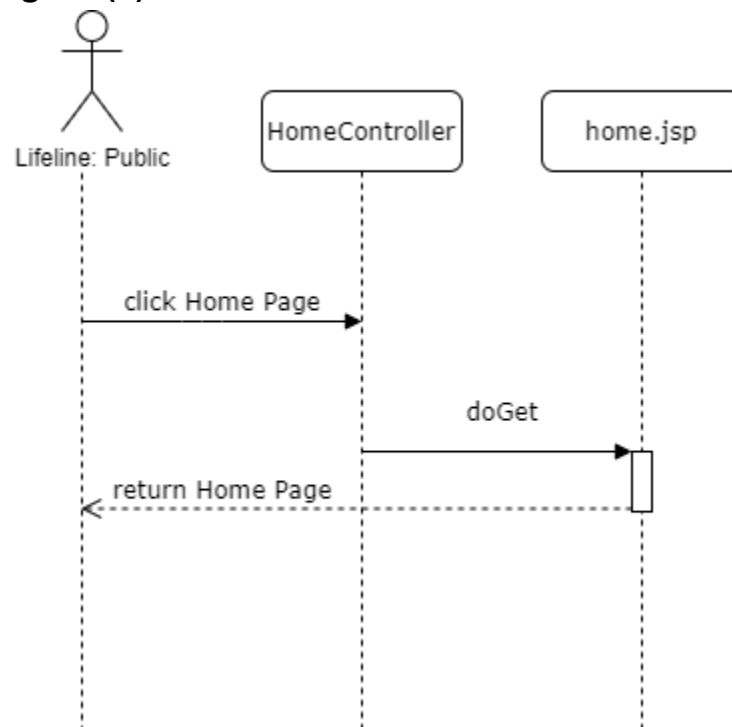 Lifeline: Public
HomeController
home.jsp
click Home Page
doGet
return Home Page